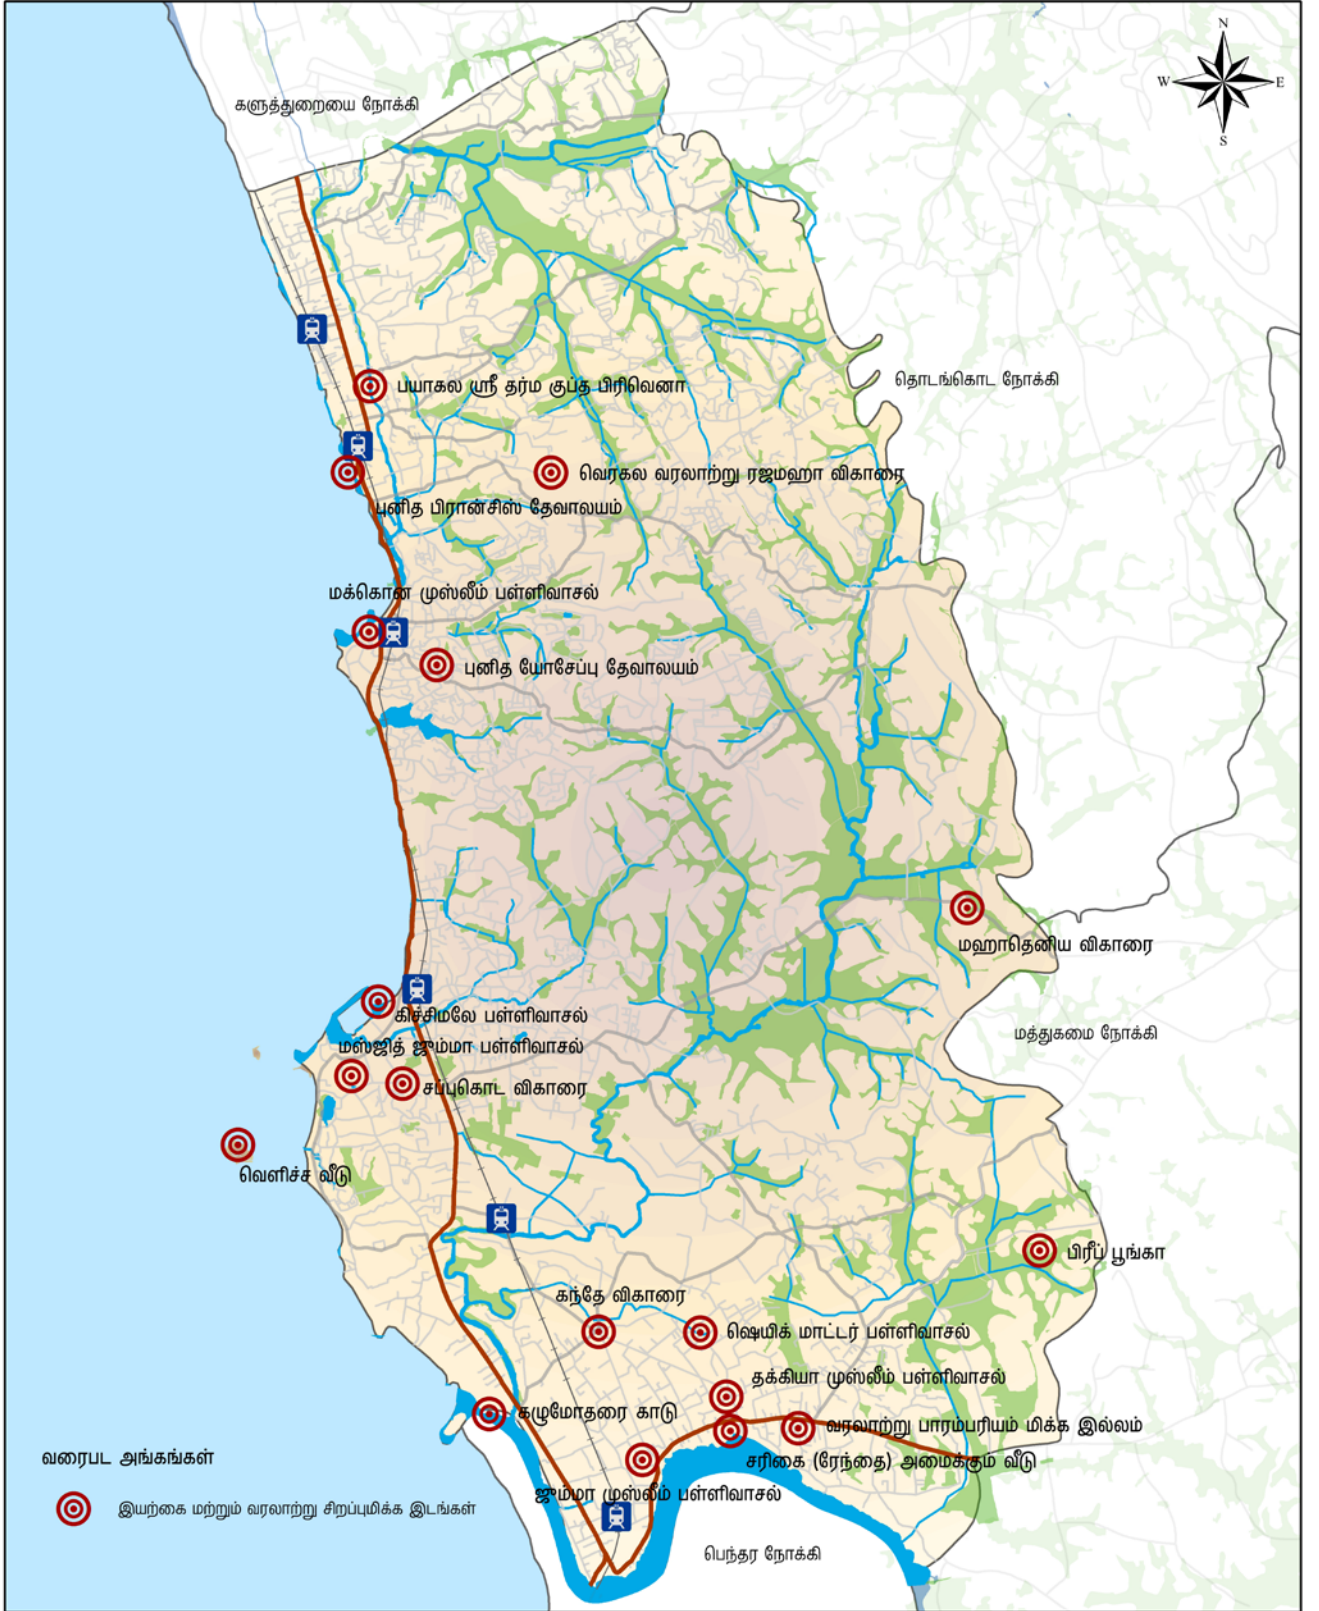 N
W
E
S
களுத்துறையை நோக்கி
தொடங்கொட நோக்கி
பயாகல ஸ்ரீ தர்ம குப்த பிரிவெனா
வெரகல வரலாற்று ரஜமஹா விகாரை
புனித பிரான்சிஸ் தேவாலயம்
மக்கொன முஸ்லீம் பள்ளிவாசல்
புனித யோசேப்பு தேவாலயம்
மஹாதெனிய விகாரை
கிச்சிமலே பள்ளிவாசல்
மத்துகமை நோக்கி
மஸ்ஜித் ஜும்மா பள்ளிவாசல்
சப்புகொட விகாரை
வெளிச்ச வீடு
பிரீப் பூங்கா
கந்தே விகாரை
ஷெயிக் மாட்டர் பள்ளிவாசல்
தக்கியா முஸ்லீம் பள்ளிவாசல்
கழுமோதரை காடு
வரலாற்று பாரம்பரியம் மிக்க இல்லம்
சரிகை (ரேந்தை) அமைக்கும் வீடு
வரைபட அங்கங்கள்
ஜும்மா முஸ்லீம் பள்ளிவாசல்
இயற்கை மற்றும் வரலாற்று சிறப்புமிக்க இடங்கள்
பெந்தர நோக்கி